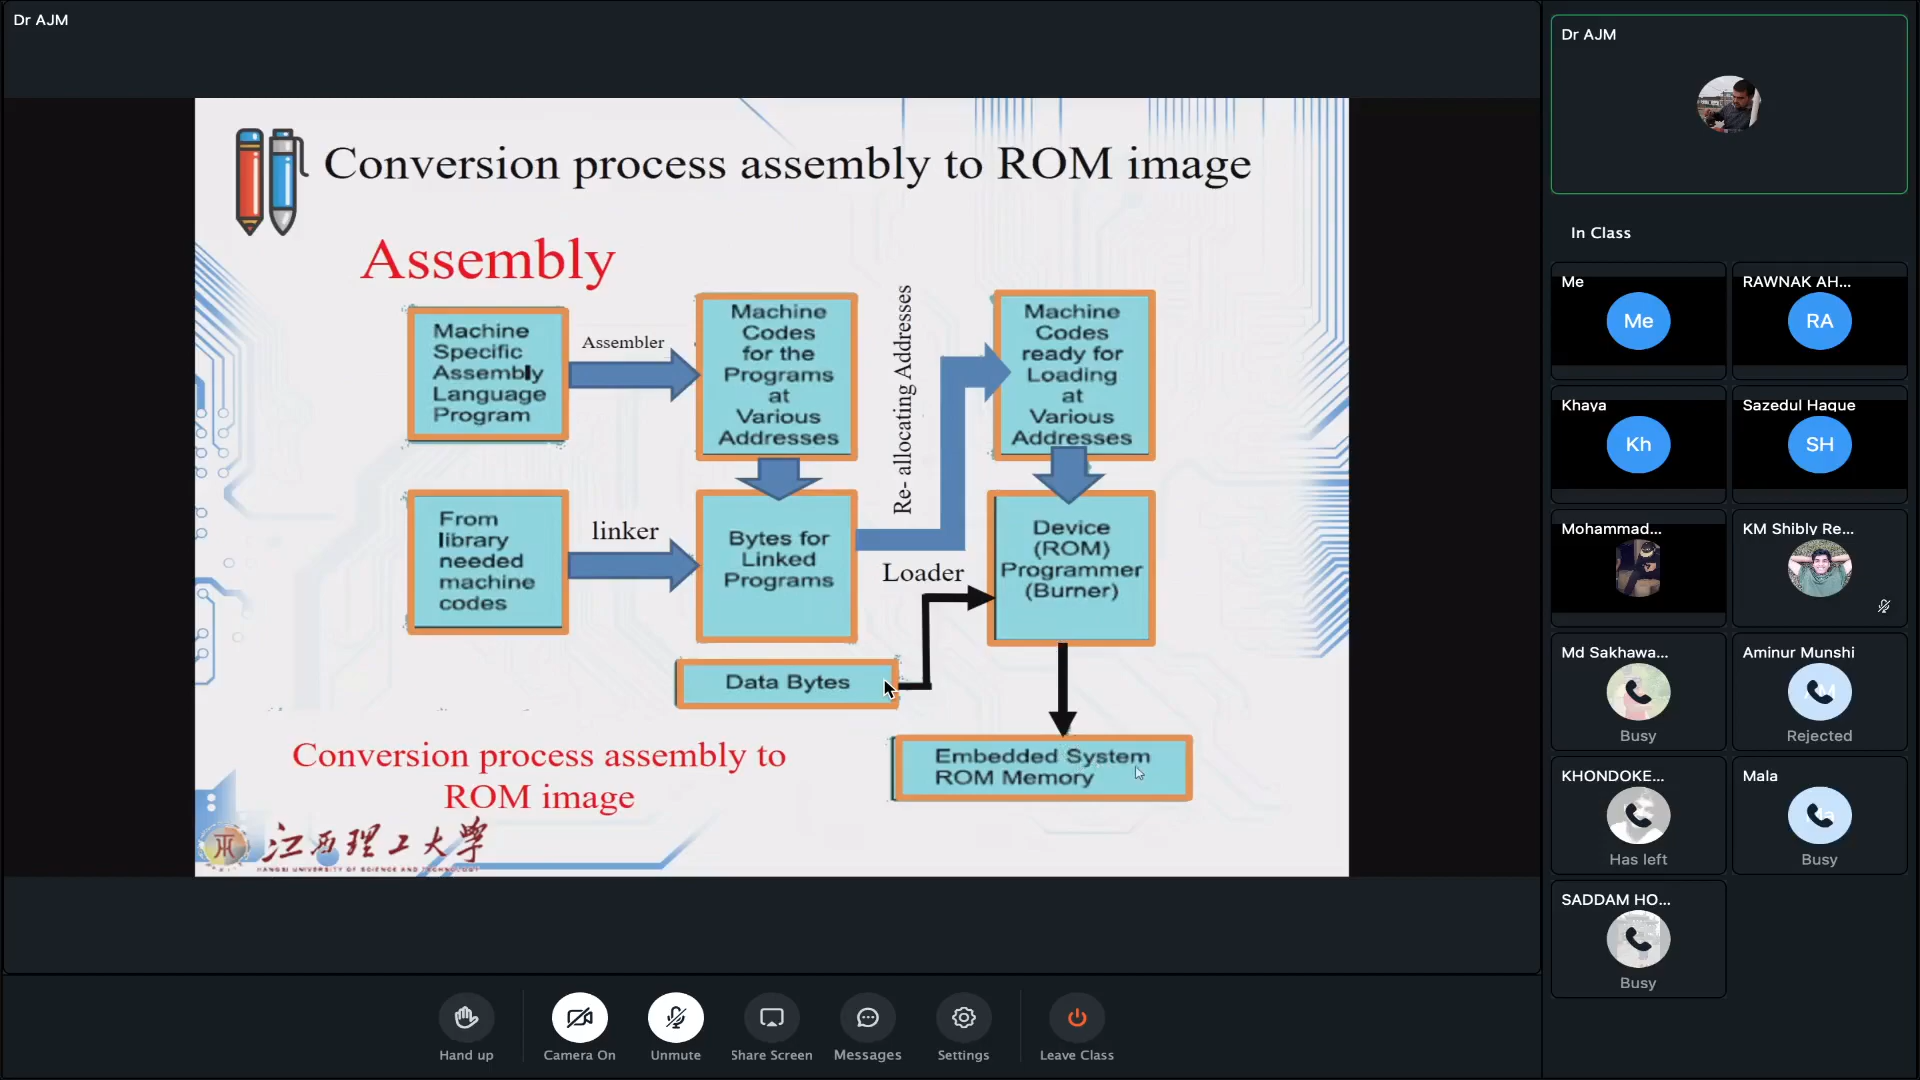 Dr AJM
Conversion process assembly to ROM image
Assembly
Machine
Specific
Assembly
Language
Program
Assembler
Machine
Codes
for the
Programs
at
Various
Addresses
Re- allocating Addresses
Machine
Codes
ready for
Loading
at
Various
Addresses
From
library
needed
machine
codes
linker
Bytes for
Linked
Programs
Loader
Device
(ROM)
Programmer
(Burner)
Data Bytes
Embedded System
ROM Memory
Conversion process assembly to
ROM image
江西理工大学
Dr AJM
In Class
Me
Me
RAWNAK AH...
RA
Khaya
Kh
Sazedul Haque
SH
Mohammad...
KM Shibly Re...
Md Sakhawa...
Busy
Aminur Munshi
Rejected
KHONDOKE...
Has left
Mala
Busy
SADDAM HO...
Busy
Hand up
Camera On
Unmute
Share Screen
Messages
Settings
Leave Class